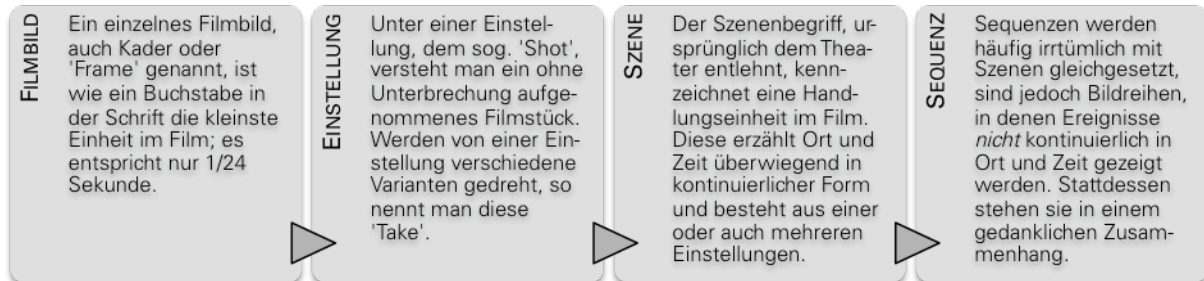 FILMBILD
Ein einzelnes Filmbild,
auch Kader oder
'Frame' genannt, ist
wie ein Buchstabe in
der Schrift die kleinste
Einheit im Film; es
entspricht nur 1/24
Sekunde.
EINSTELLUNG
Unter einer Einstel-
lung, dem sog. 'Shot',
versteht man ein ohne
Unterbrechung aufge-
nommenes Filmstück.
Werden von einer Ein-
stellung verschiedene
Varianten gedreht, so
nennt man diese
'Take'.
SZENE
Der Szenenbegriff, ur-
sprünglich dem Thea-
ter entlehnt, kenn-
zeichnet eine Hand-
lungseinheit im Film.
Diese erzählt Ort und
Zeit überwiegend in
kontinuierlicher Form
und besteht aus einer
oder auch mehreren
Einstellungen.
SEQUENZ
Sequenzen werden
häufig irrtümlich mit
Szenen gleichgesetzt,
sind jedoch Bildreihen,
in denen Ereignisse
nicht kontinuierlich in
Ort und Zeit gezeigt
werden. Stattdessen
stehen sie in einem
gedanklichen Zusam-
menhang.